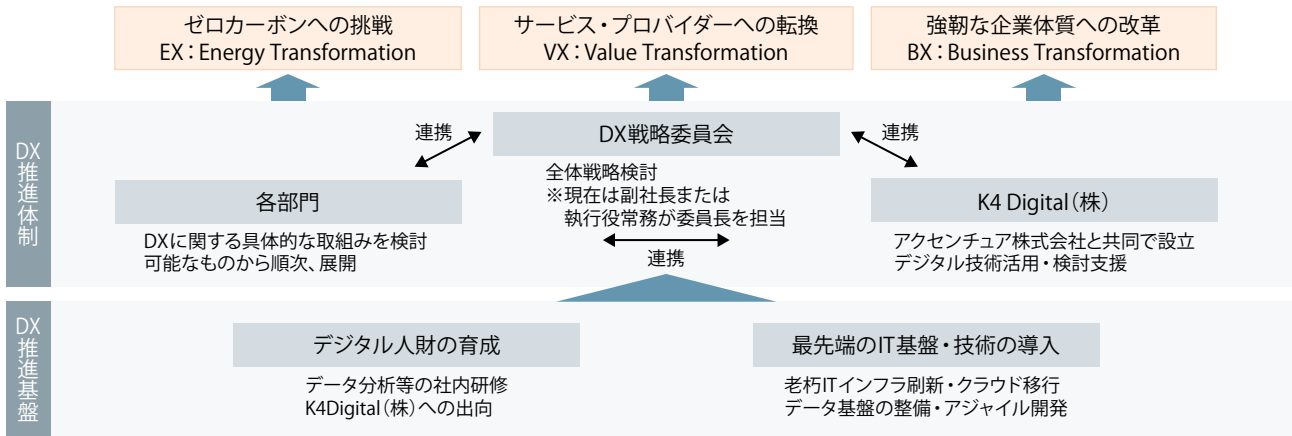 ゼロカーボンへの挑戦
EX：Energy Transformation
サービス・プロバイダーへの転換
VX：Value Transformation
強靭な企業体質への改革
BX：Business Transformation
DX推進体制
連携
DX戦略委員会
連携
全体戦略検討
※現在は副社長または
執行役常務が委員長を担当
各部門
DXに関する具体的な取組みを検討
可能なものから順次、展開
K4 Digital（株）
アクセンチュア株式会社と共同で設立
デジタル技術活用・検討支援
連携
DX推進基盤
デジタル人財の育成
データ分析等の社内研修
K4Digital（株）への出向
最先端のIT基盤・技術の導入
老朽ITインフラ刷新・クラウド移行
データ基盤の整備・アジャイル開発